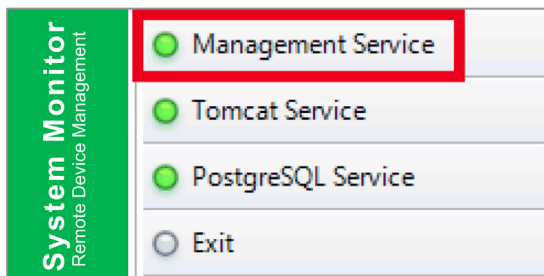 System Monitor
Remote Device Management
Management Service
Tomcat Service
PostgreSQL Service
Exit